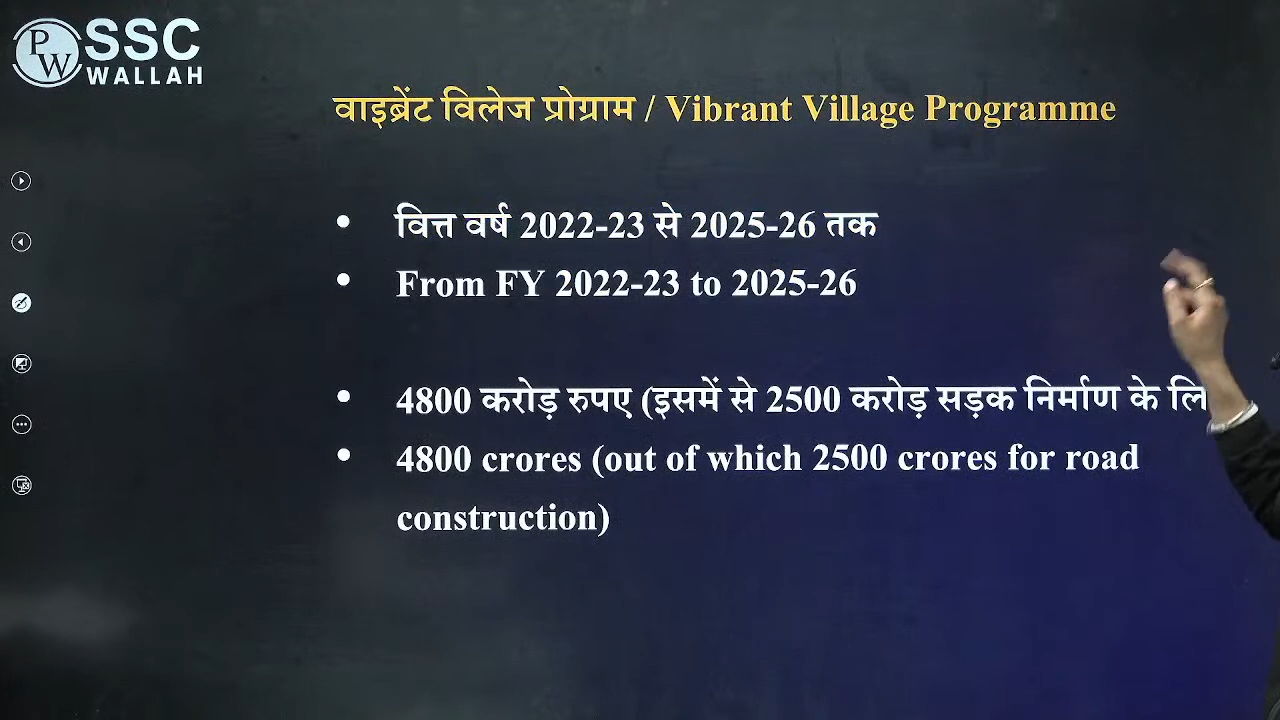 PW SSC
WALLAH
वाइब्रेंट विलेज प्रोग्राम / Vibrant Village Programme
• वित्त वर्ष 2022-23 से 2025-26 तक
• From FY 2022-23 to 2025-26
• 4800 करोड़ रुपए (इसमें से 2500 करोड़ सड़क निर्माण के
• 4800 crores (out of which 2500 crores for road
construction)